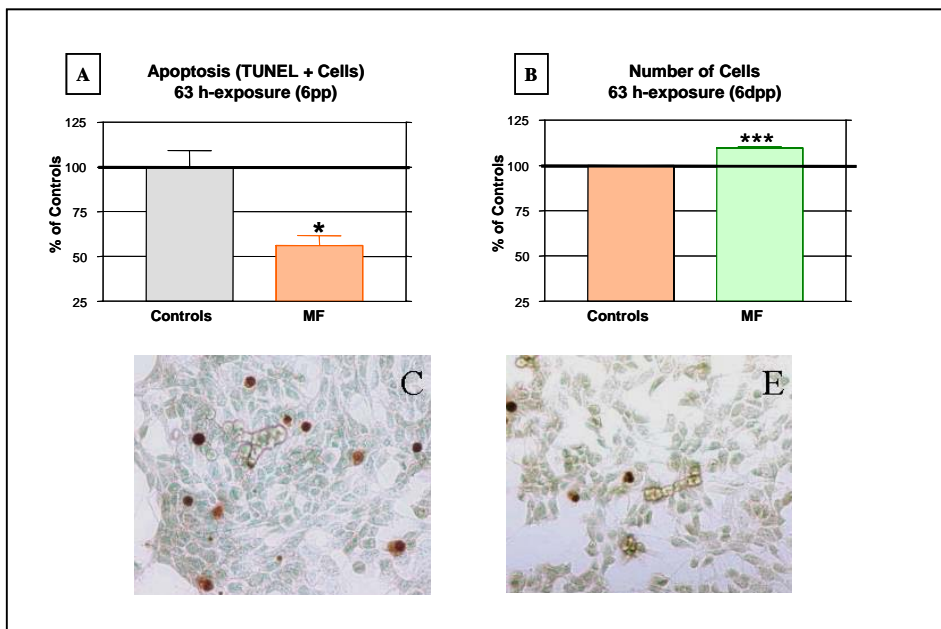 A
Apoptosis (TUNEL + Cells)
63 h-exposure (6pp)
% of Controls
125
100
75
50
25
*
Controls
MF
B
Number of Cells
63 h-exposure (6dpp)
% of Controls
125
100
75
50
25
***
Controls
MF
C
E